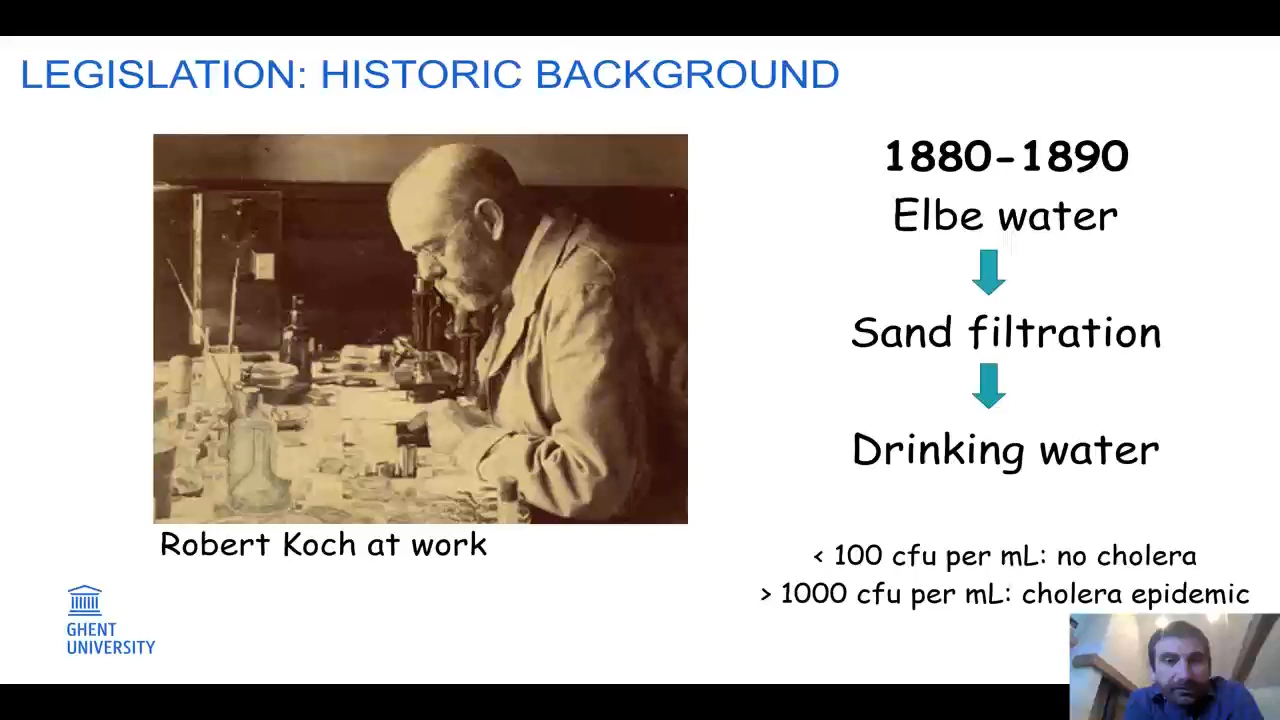 LEGISLATION: HISTORIC BACKGROUND
1880-1890
Elbe water
Sand filtration
Drinking water
Robert Koch at work
< 100 cfu per mL: no cholera
> 1000 cfu per mL: cholera epidemic
GHENT
UNIVERSITY